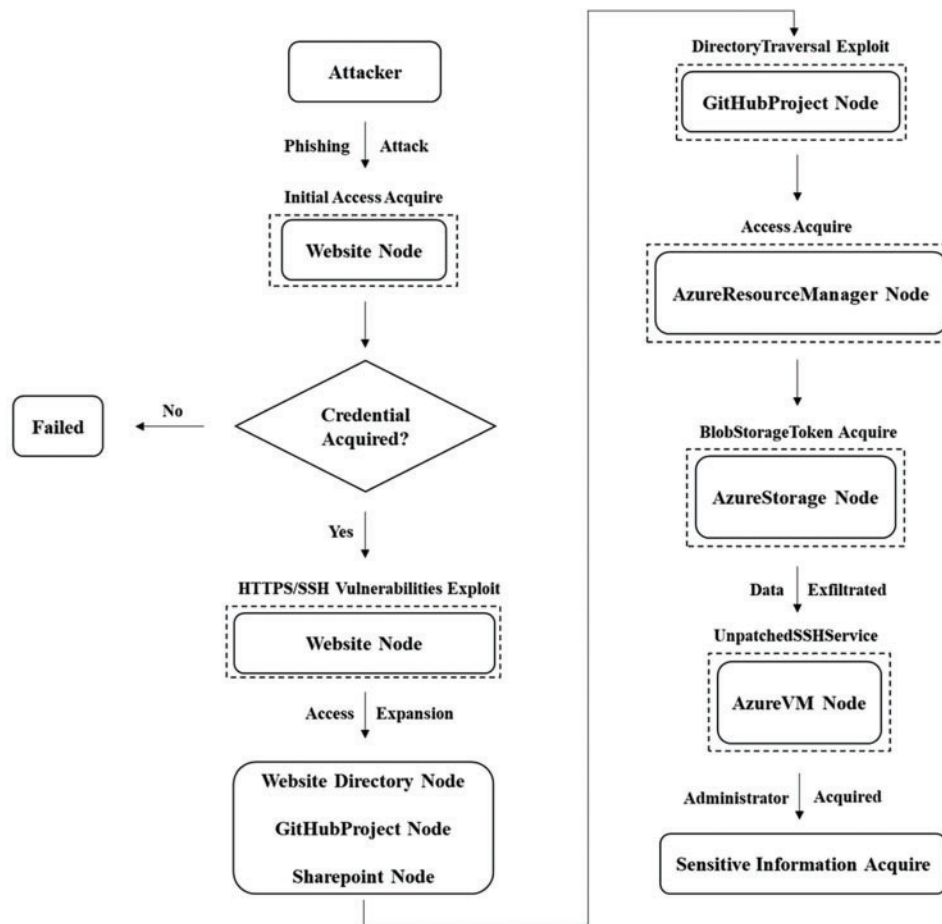 Attacker
Phishing Attack
Initial Access Acquire
Website Node
Credential
Acquired?
No
Failed
Yes
HTTPS/SSH Vulnerabilities Exploit
Website Node
Access Expansion
Website Directory Node
GitHUbProject Node
Sharepoint Node
DirectoryTraversal Exploit
GitHUbProject Node
Access Acquire
AzureResourceManager Node
BlobStorageToken Acquire
AzureStorage Node
Data Exfiltrated
UnpatchedSSHService
AzureVM Node
Administrator Acquired
Sensitive Information Acquire